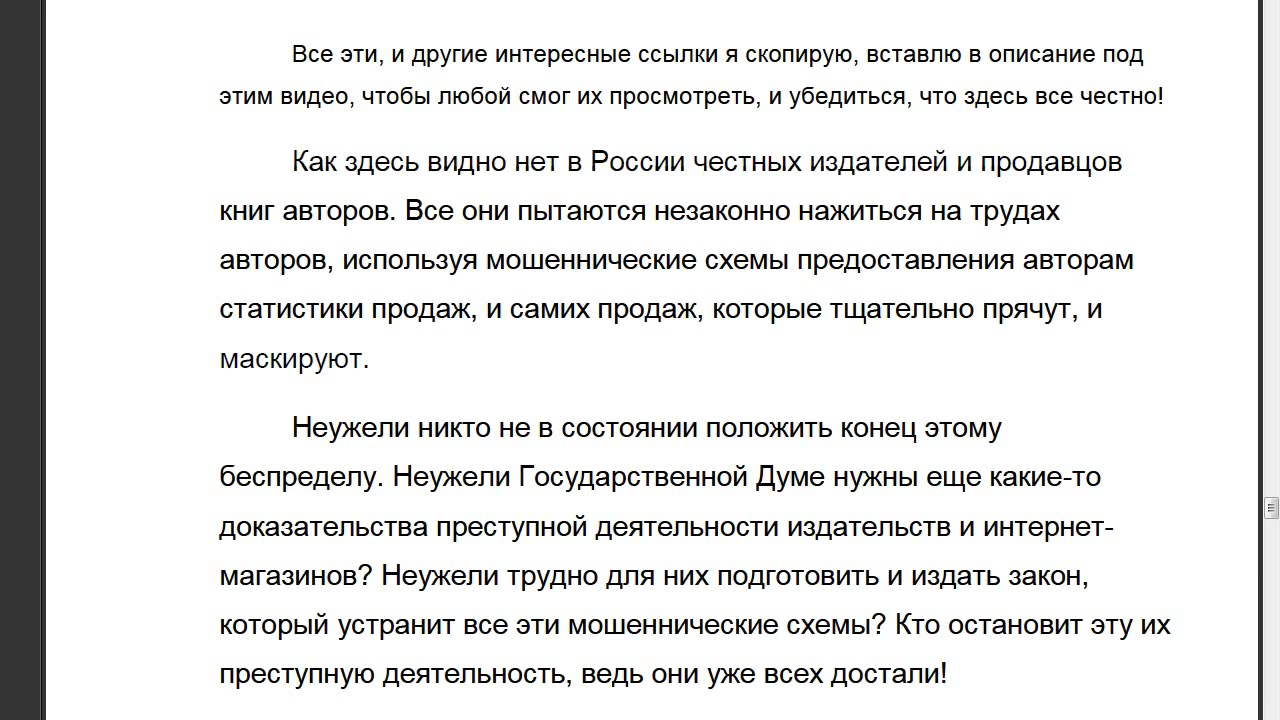 Все эти, и другие интересные ссылки я скопирую, вставлю в описание под
этим видео, чтобы любой смог их просмотреть, и убедиться, что здесь все честно!
Как здесь видно нет в России честных издателей и продавцов
книг авторов. Все они пытаются незаконно нажиться на трудах
авторов, используя мошеннические схемы предоставления авторам
статистики продаж, и самих продаж, которые тщательно прячут, и
маскируют.
Неужели никто не в состоянии положить конец этому
беспределу. Неужели Государственной Думе нужны еще какие-то
доказательства преступной деятельности издательств и интернет-
магазинов? Неужели трудно для них подготовить и издать закон,
который устранит все эти мошеннические схемы? Кто остановит эту их
преступную деятельность, ведь они уже всех достали!